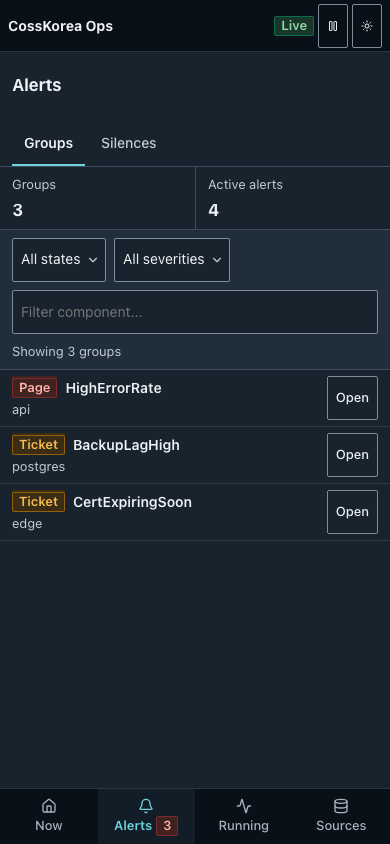 CossKorea Ops Live
Alerts
Groups Silences
Groups Active alerts
3 4
All states All severities
Filter component...
Showing 3 groups
Page HighErrorRate
api
Open
Ticket BackupLagHigh
postgres
Open
Ticket CertExpiringSoon
edge
Open
Now Alerts 3 Running Sources